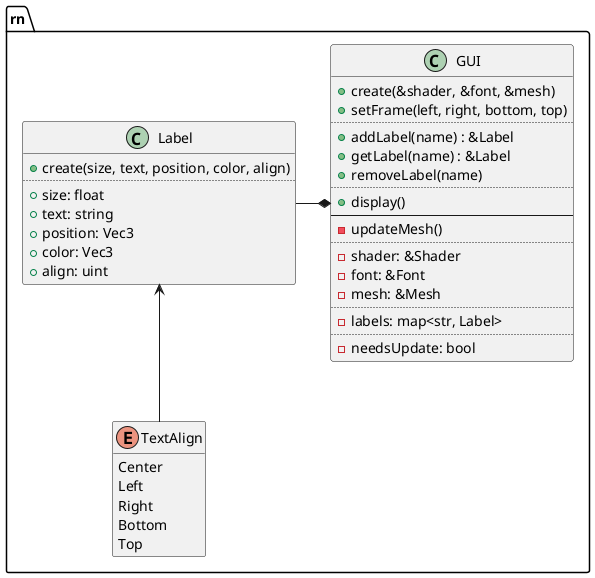 rn
C GUI
+ create(&shader, &font, &mesh)
+ setFrame(left, right, bottom, top)
+ addLabel(name) : &Label
+ getLabel(name) : &Label
+ removeLabel(name)
+ display()
updateMesh()
shader: &Shader
font: &Font
mesh: &Mesh
labels: map<str, Label>
needsUpdate: bool
C Label
create(size, text, position, color, align)
size: float
text: string
position: Vec3
color: Vec3
align: uint
E TextAlign
Center
Left
Right
Bottom
Top